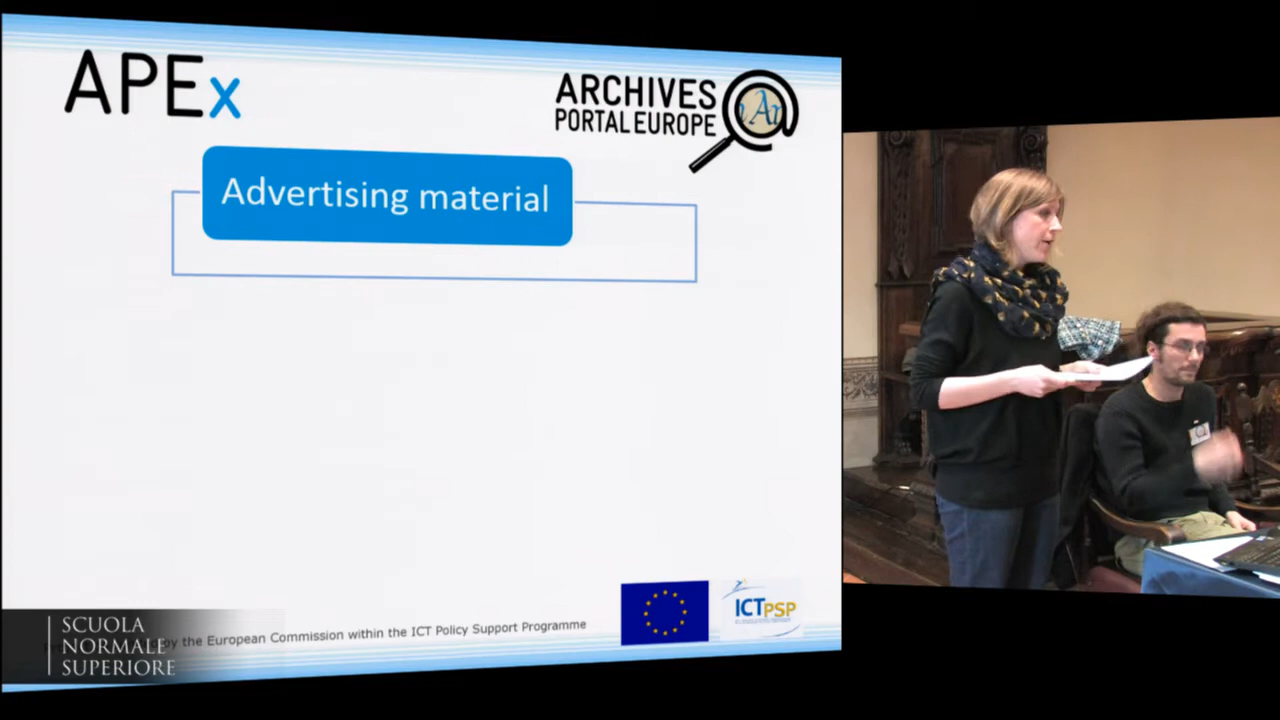 APEx
ARCHIVES
PORTAL EUROPE
Advertising material
by the European Commission within the ICT Policy Support Programme
ICT PSP
SCUOLA
NORMALE
SUPERIORE